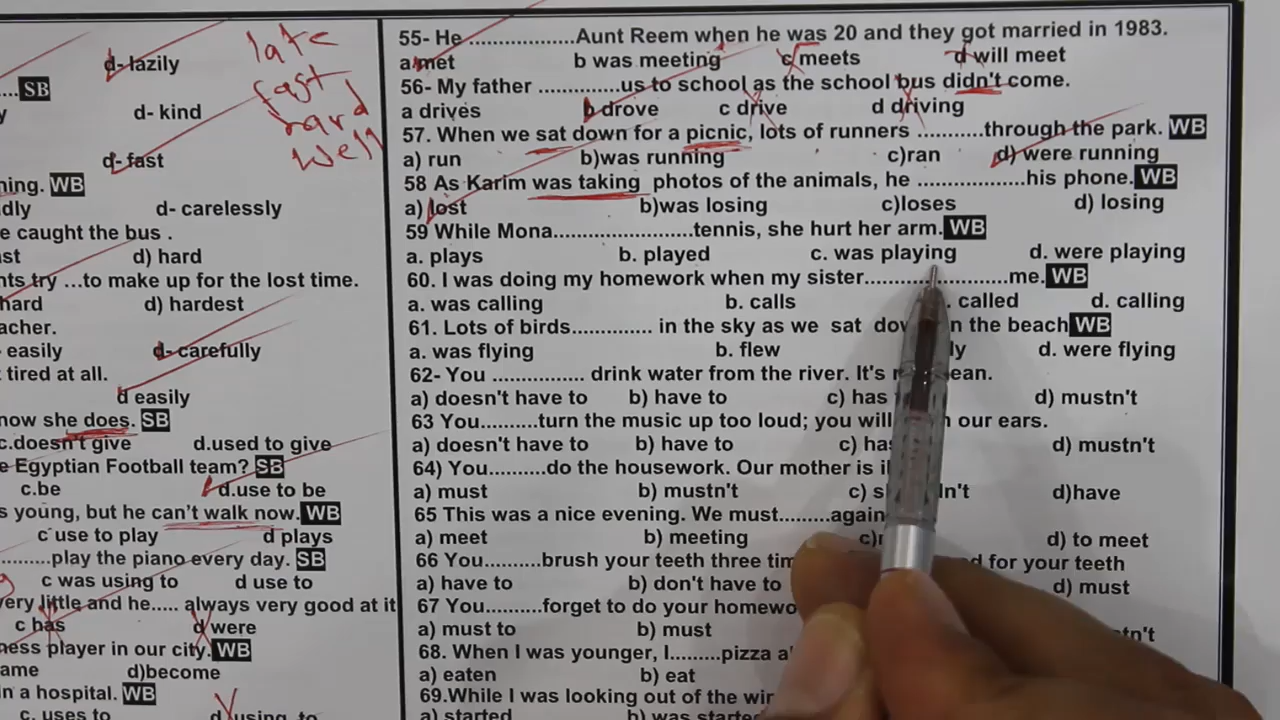 d- lazily
late
.... SB
fast
y d- kind
hard
well
d- fast
ning. WB
dly d- carelessly
e caught the bus .
st d) hard
nts try ...to make up for the lost time.
hard d) hardest
acher.
easily d- carefully
tired at all.
d easily
now she does. SB
c.doesn't give d.used to give
e Egyptian Football team? SB
c.be d.use to be
s young, but he can't walk now. WB
c use to play d plays
..........play the piano every day. SB
c was using to d use to
very little and he..... always very good at it
c has d were
ness player in our city. WB
ame d)become
in a hospital. WB
c. uses to d using to
55- He ..................Aunt Reem when he was 20 and they got married in 1983.
a met b was meeting c meets d will meet
56- My father ..............us to school as the school bus didn't come.
a drives b drove c drive d driving
57. When we sat down for a picnic, lots of runners ...........through the park. WB
a) run b)was running c)ran d) were running
58 As Karim was taking photos of the animals, he ..................his phone. WB
a) lost b)was losing c)loses d) losing
59 While Mona.......................tennis, she hurt her arm. WB
a. plays b. played c. was playing d. were playing
60. I was doing my homework when my sister........................me. WB
a. was calling b. calls . called d. calling
61. Lots of birds.............. in the sky as we sat do n the beach WB
a. was flying b. flew ly d. were flying
62- You ................ drink water from the river. It's ean.
a) doesn't have to b) have to c) has d) mustn't
63 You..........turn the music up too loud; you will our ears.
a) doesn't have to b) have to c) ha d) mustn't
64) You..........do the housework. Our mother is
a) must b) mustn't c) s n't d)have
65 This was a nice evening. We must.........again
a) meet b) meeting c) d) to meet
66 You..........brush your teeth three tim d for your teeth
a) have to b) don't have to d) must
67 You..........forget to do your homewo
a) must to b) must tn't
68. When I was younger, I.........pizza a
a) eaten b) eat
69.While I was looking out of the win
a) started b) was started